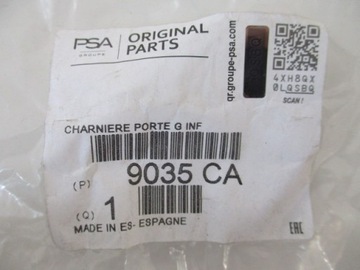 PSA
GROUPE
ORIGINAL
PARTS
qr.groupe-psa.com
4XH8QX
0LQSBQ
SCAN!
CHARNIERE PORTE G INF
(P) 9035 CA
(Q) 1
MADE IN ES- ESPAGNE
EAC